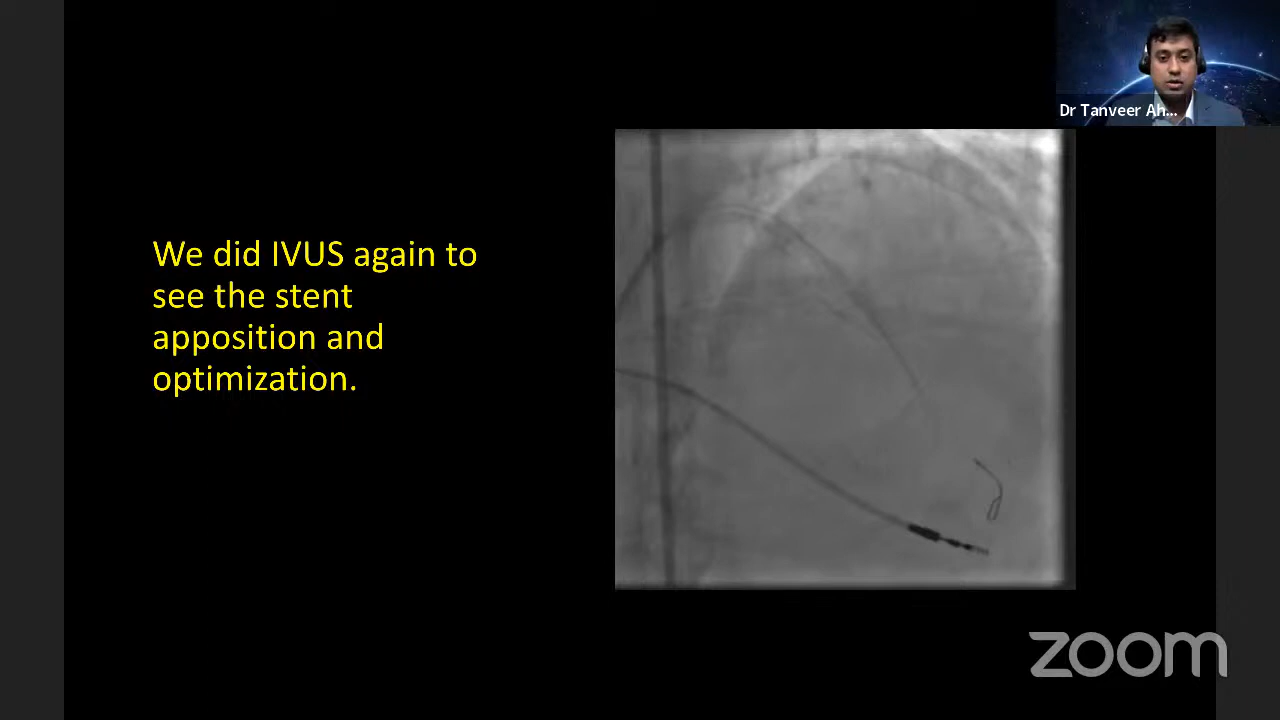 Dr Tanveer Ah...
We did IVUS again to
see the stent
apposition and
optimization.
zoom